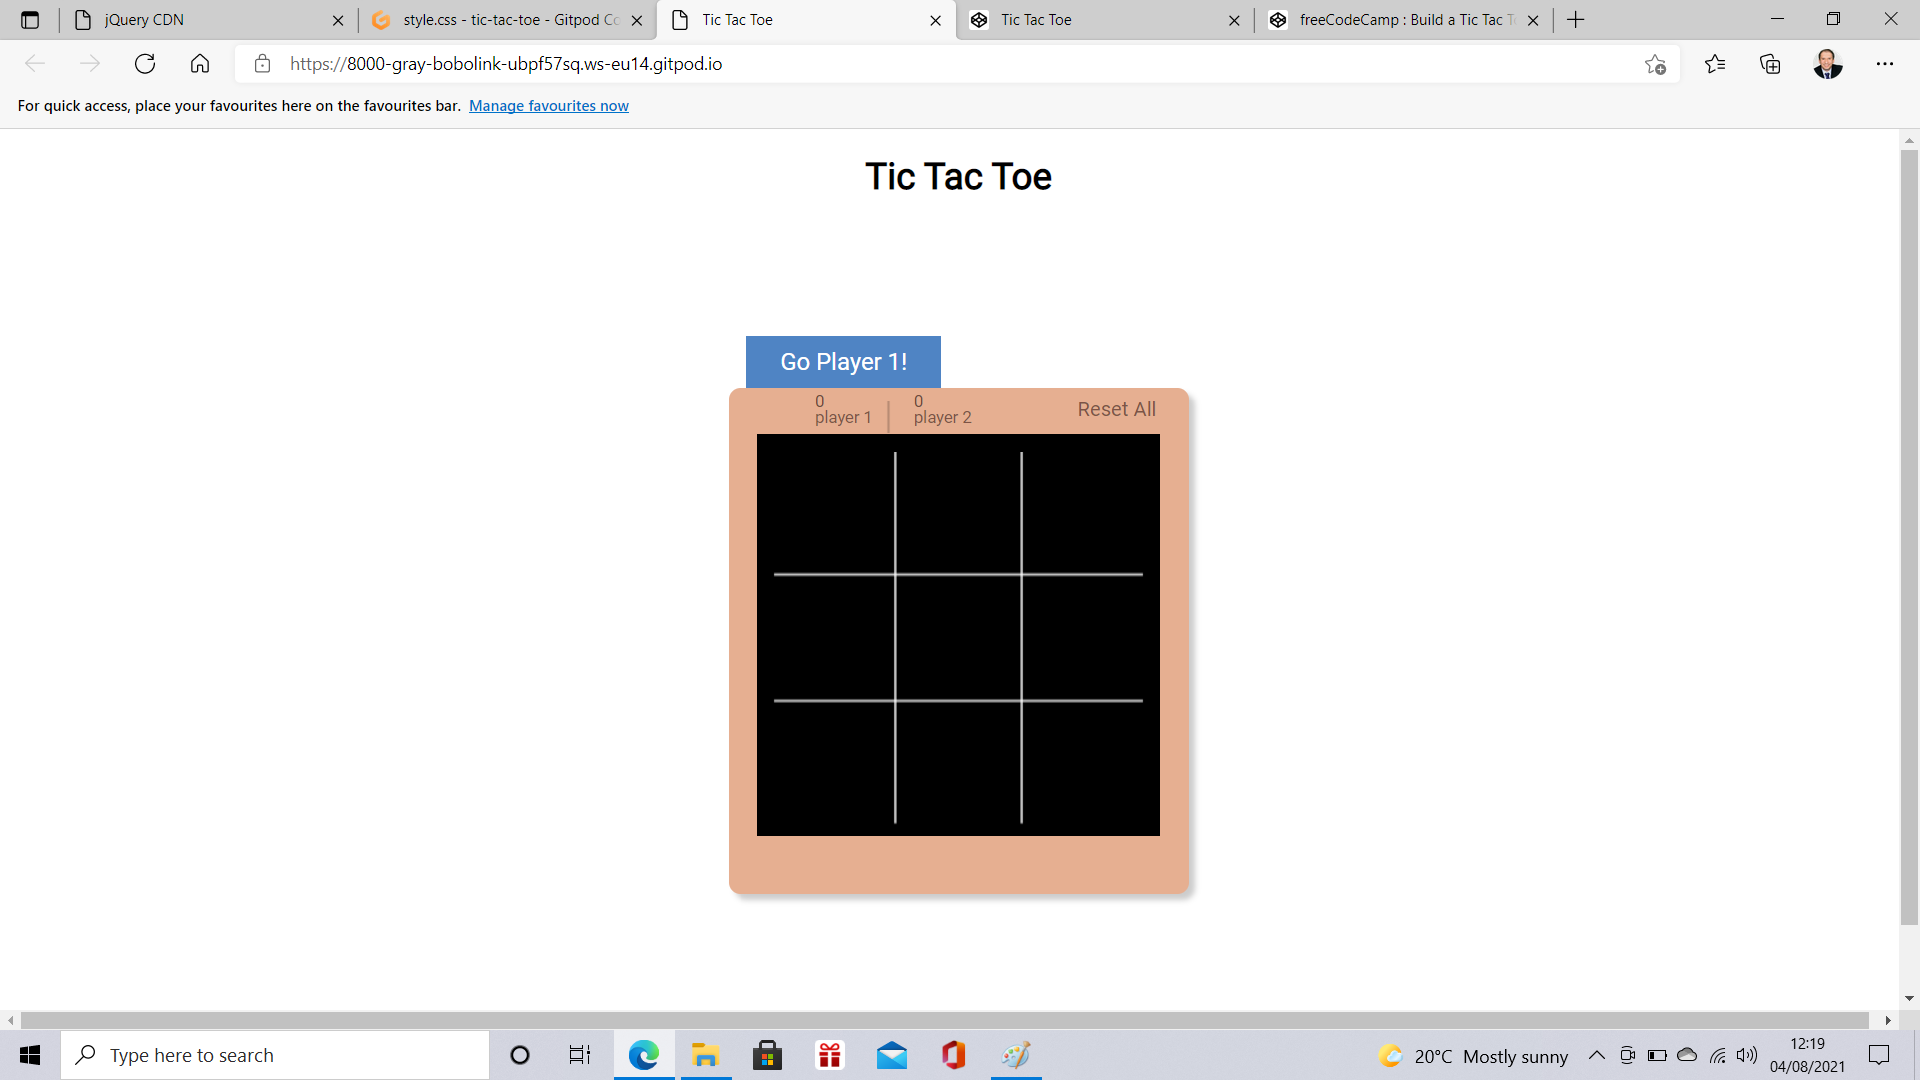 jQuery CDN
style.css - tic-tac-toe - Gitpod Co
Tic Tac Toe
Tic Tac Toe
freeCodeCamp : Build a Tic Tac T
https://8000-gray-bobolink-ubpf57sq.ws-eu14.gitpod.io
For quick access, place your favourites here on the favourites bar. Manage favourites now
Tic Tac Toe
Go Player 1!
0
player 1
0
player 2
Reset All
Type here to search
20°C Mostly sunny
12:19
04/08/2021